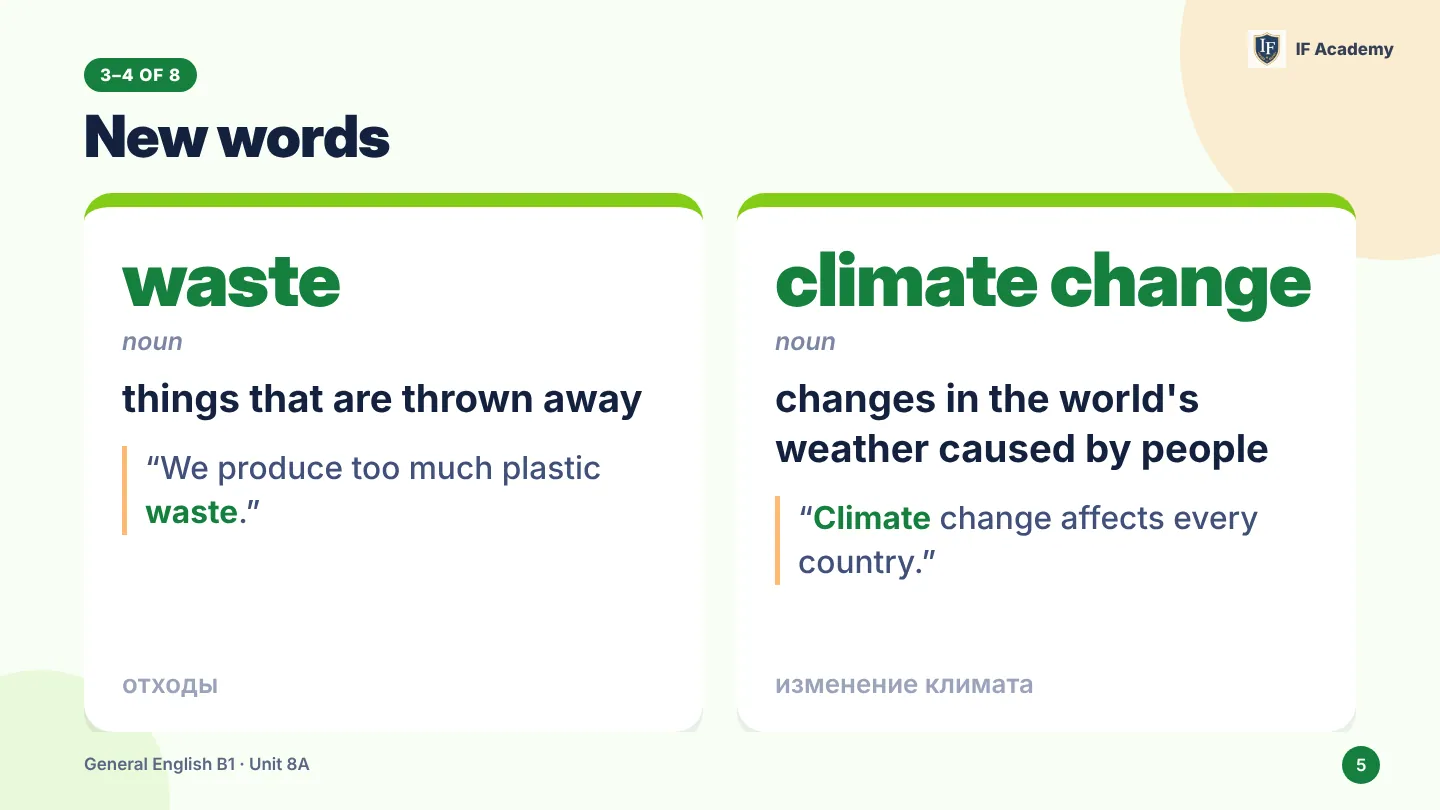 IF Academy
3–4 OF 8
New words
waste
noun
things that are thrown away
“We produce too much plastic
waste.”
отходы
climate change
noun
changes in the world's
weather caused by people
“Climate change affects every
country.”
изменение климата
General English B1 · Unit 8A
5